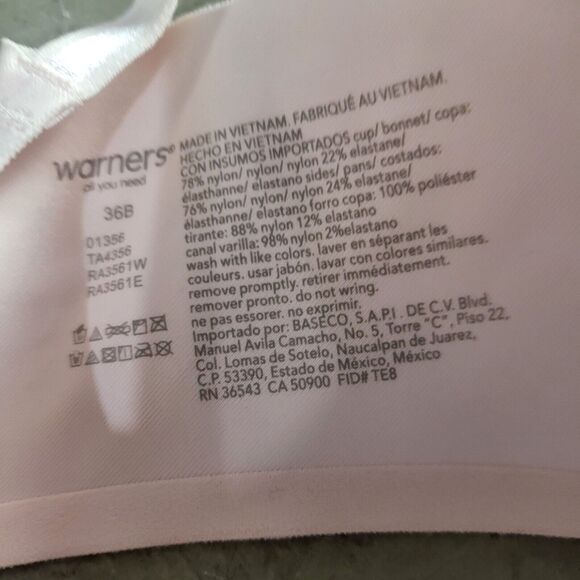 warners®
all you need
36B
01356
TA4356
RA3561W
RA3561E
MADE IN VIETNAM. FABRIQUÉ AU VIETNAM.
HECHO EN VIETNAM
CON INSUMOS IMPORTADOS cup/ bonnet/ copa:
78% nylon/ nylon/ nylon 22% elastane/
élasthanne/ elastano sides/ pans/ costados:
76% nylon/ nylon/ nylon 24% elastane/
élasthanne/ elastano forro copa: 100% poliéster
tirante: 88% nylon 12% elastano
canal varilla: 98% nylon 2%elastano
wash with like colors. laver en séparant les
couleurs. usar jabón. lavar con colores similares.
remove promptly. retirer immédiatement.
remover pronto. do not wring.
ne pas essorer. no exprimir.
Importado por: BASECO, S.A.P.I . DE C.V. Blvd.
Manuel Avila Camacho, No. 5, Torre "C", Piso 22,
Col. Lomas de Sotelo, Naucalpan de Juarez,
C.P. 53390, Estado de México, México
RN 36543 CA 50900 FID# TE8